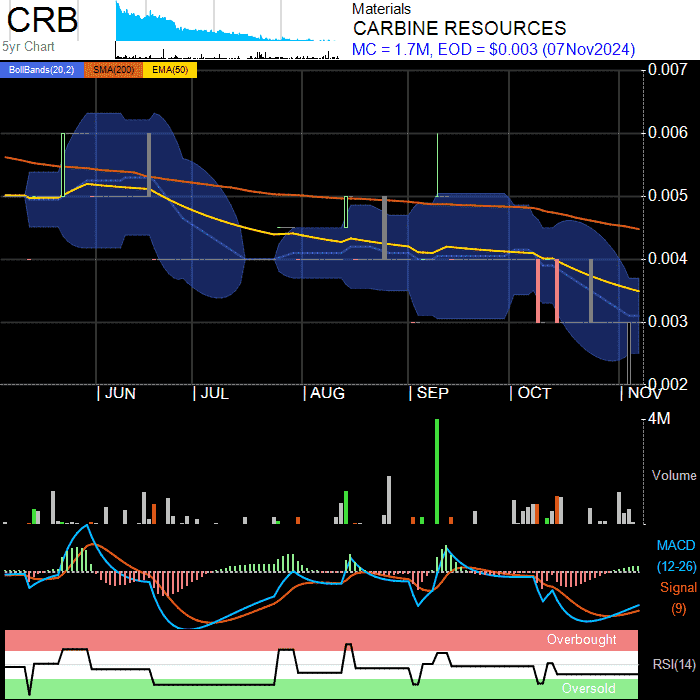 CRB
5yr Chart
Materials
CARBINE RESOURCES
MC = 1.7M, EOD = $0.003 (07Nov2024)
BollBands(20,2) SMA(200) EMA(50)
0.007
0.006
0.005
0.004
0.003
0.002
JUN JUL AUG SEP OCT NOV
4M
Volume
MACD
(12-26)
Signal
(9)
Overbought
RSI(14)
Oversold